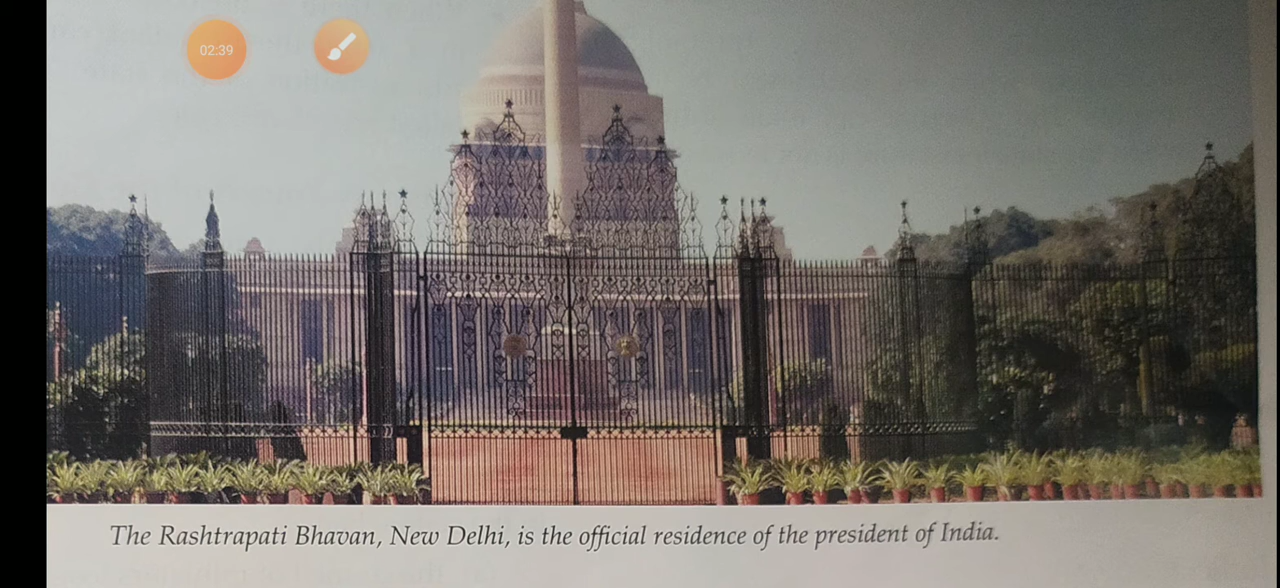 02:39
The Rashtrapati Bhavan, New Delhi, is the official residence of the president of India.